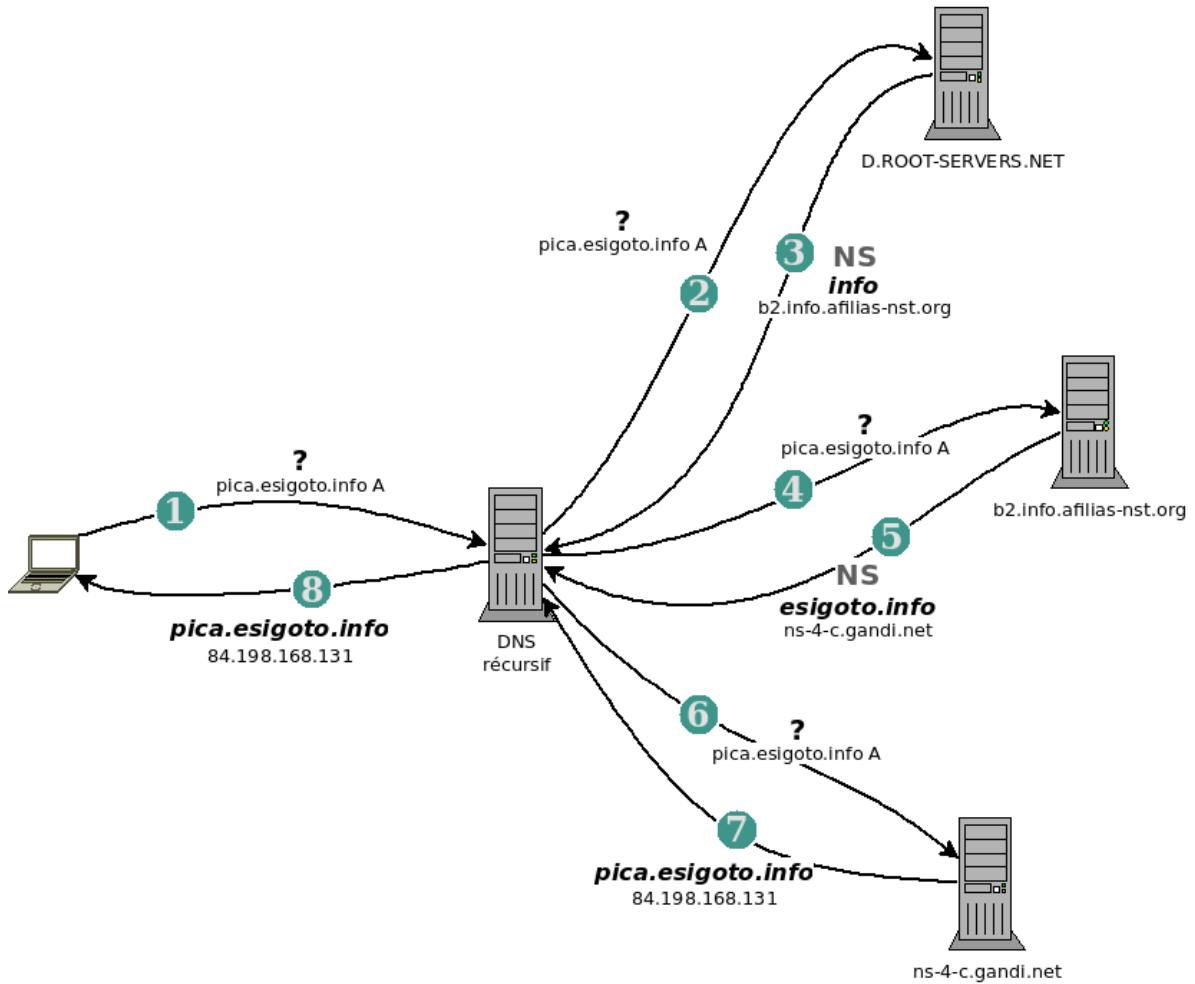 D.ROOT-SERVERS.NET
?
pica.esigoto.info A
2
3
NS
info
b2.info.afilias-nst.org
?
pica.esigoto.info A
4
b2.info.afilias-nst.org
5
NS
esigoto.info
ns-4-c.gandi.net
?
pica.esigoto.info A
1
8
pica.esigoto.info
84.198.168.131
DNS
récursif
6
?
pica.esigoto.info A
7
pica.esigoto.info
84.198.168.131
ns-4-c.gandi.net